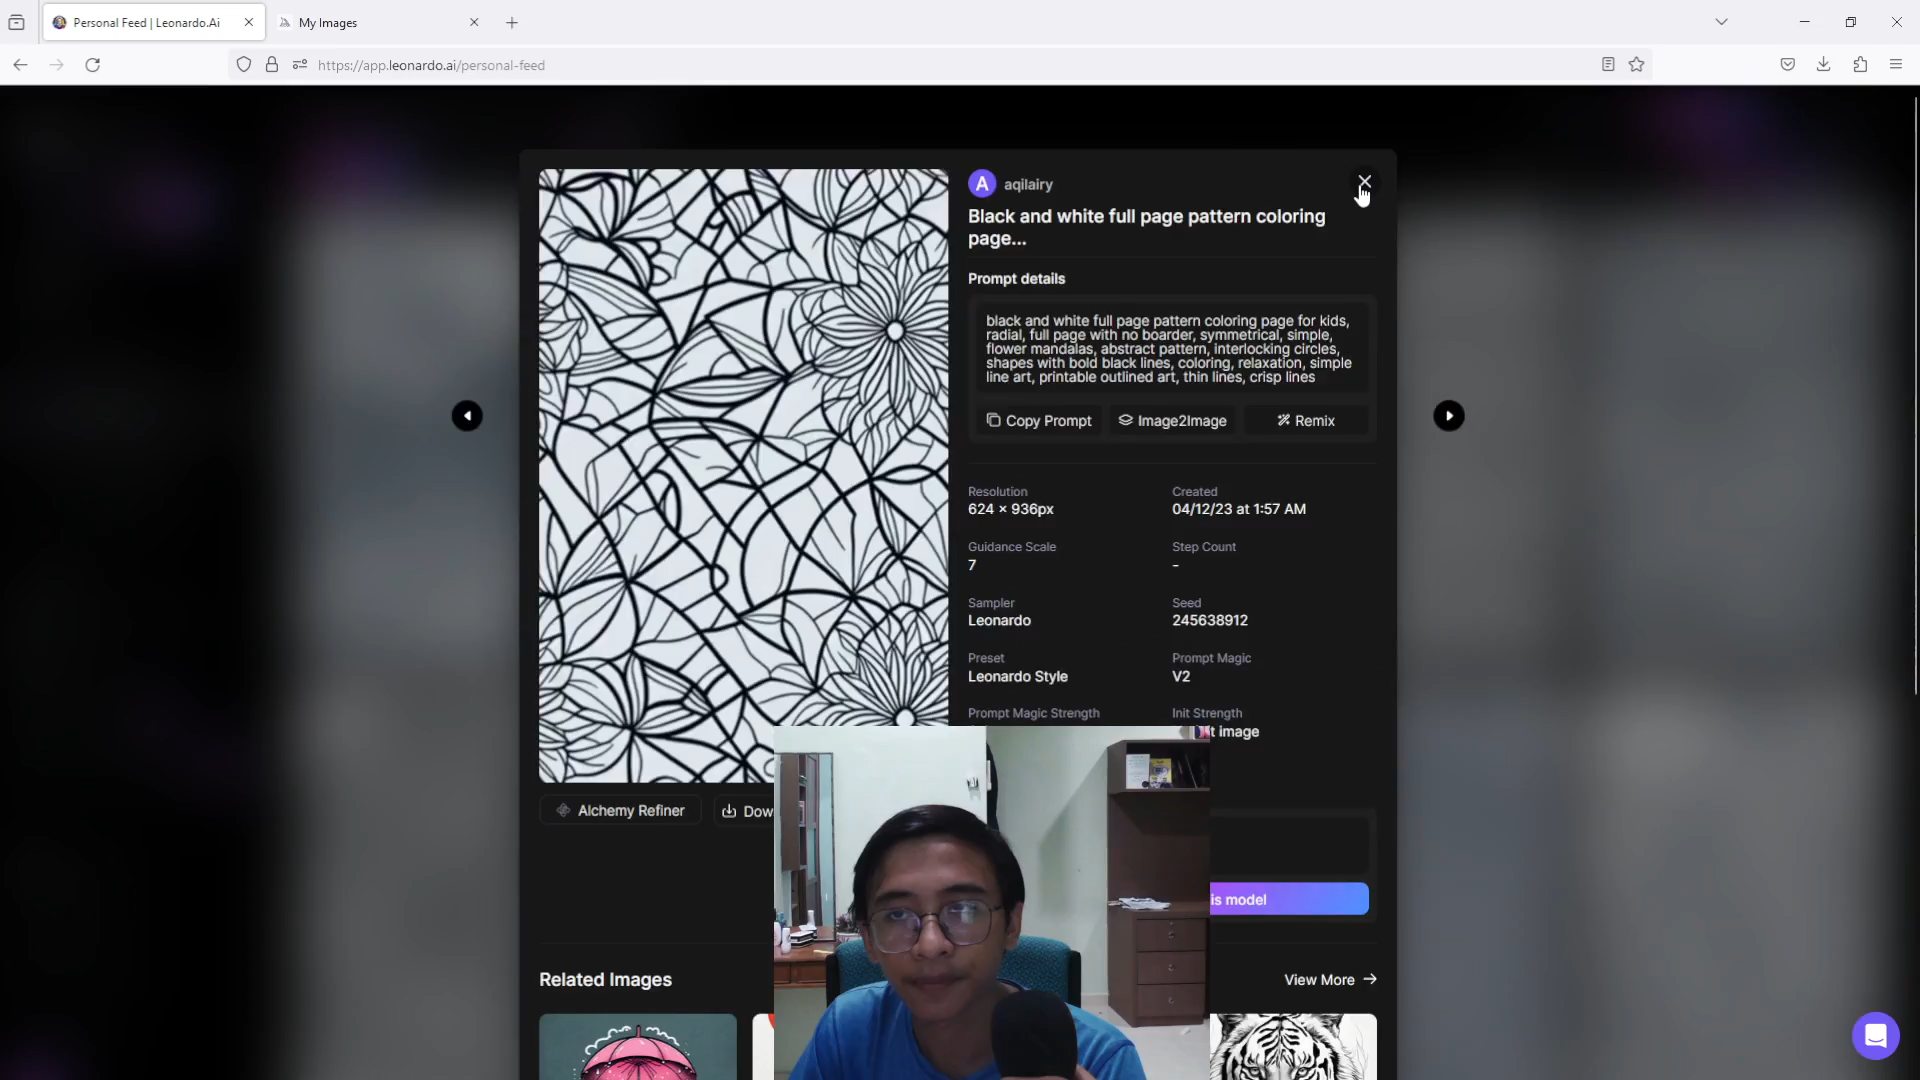 Personal Feed | Leonardo.Ai
My Images
https://app.leonardo.ai/personal-feed
A aqilairy
Black and white full page pattern coloring
page...
Prompt details
black and white full page pattern coloring page for kids,
radial, full page with no boarder, symmetrical, simple,
flower mandalas, abstract pattern, interlocking circles,
shapes with bold black lines, coloring, relaxation, simple
line art, printable outlined art, thin lines, crisp lines
Copy Prompt Image2Image Remix
Resolution Created
624 × 936px 04/12/23 at 1:57 AM
Guidance Scale Step Count
7 -
Sampler Seed
Leonardo 245638912
Preset Prompt Magic
Leonardo Style V2
Prompt Magic Strength Init Strength
t image
Alchemy Refiner Dow
is model
Related Images View More